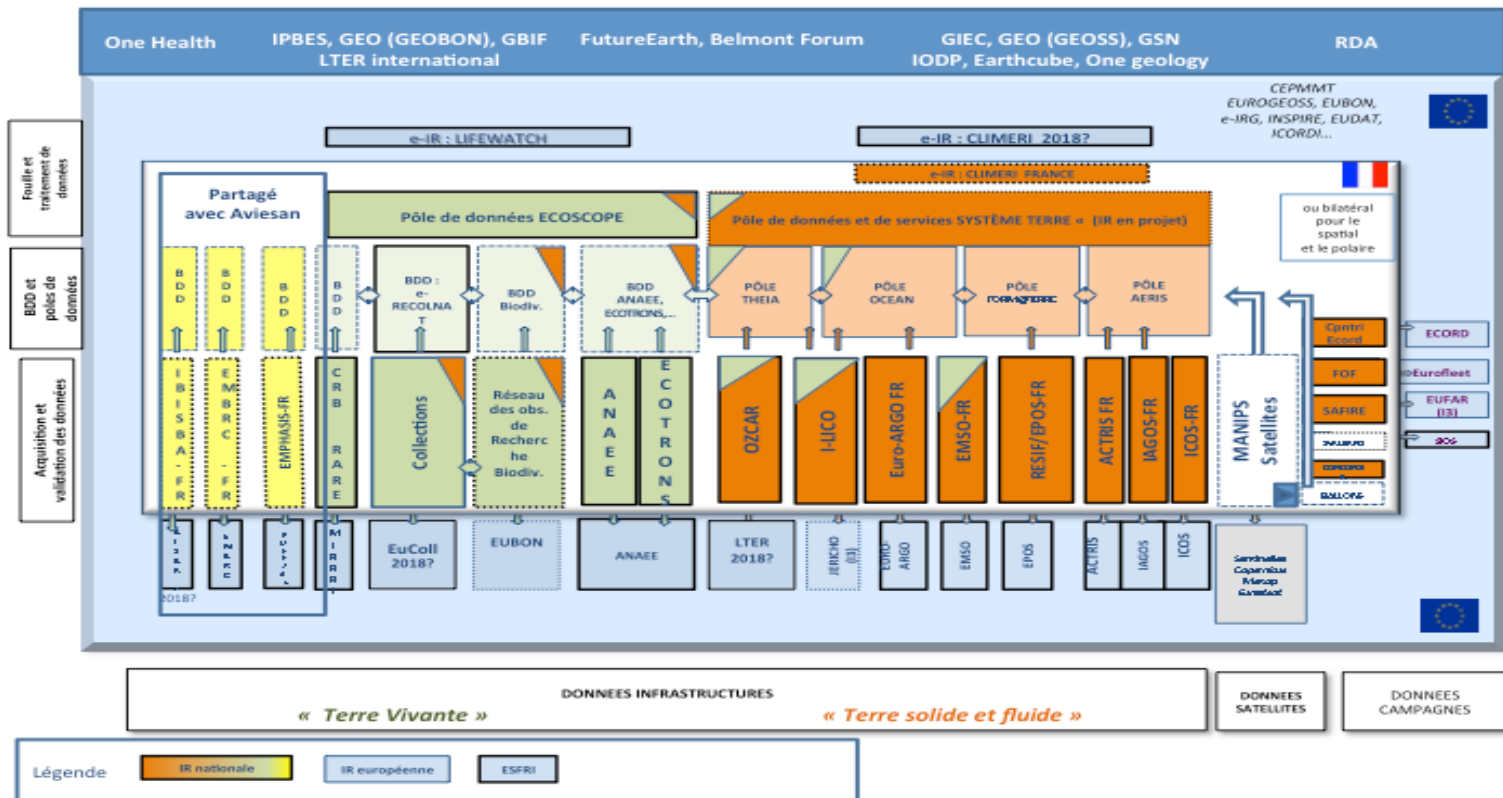 One Health
IPBES, GEO (GEOBON), GBIF
LTER international
FutureEarth, Belmont Forum
GIEC, GEO (GEOSS), GSN
IODP, Earthcube, One geology
RDA
CEPMMT
EUROGEOSS, EUBON,
e-IRG, INSPIRE, EUDAT,
ICORDI...
Fouille et
traitement de
données
e-IR : LIFEWATCH
e-IR : CLIMERI 2018?
e-IR : CLIMERI FRANCE
Partagé
avec Aviesan
Pôle de données ECOSCOPE
Pôle de données et de services SYSTÈME TERRE « (IR en projet)
ou bilatéral
pour le
spatial
et le polaire
BDD et
poles de
données
BDD
BDD
BDD
BDD
BDD :
e-
RECOLNA
T
BDD
Biodiv.
BDD
ANAEE,
ECOTRONS,...
PÔLE
THEIA
PÔLE
OCEAN
PÔLE
PÔLE
AERIS
Acquisition et
validation des données
IBISBA-FR
EMBRC-FR
EMPHASIS-FR
CRB RARE
Collections
Réseau
des obs.
de
Recherc
he
Biodiv.
ANAEE
ECOTRONS
OZCAR
I-LICO
Euro-ARGO FR
EMSO-FR
RESIF/EPOS-FR
ACTRIS FR
IAGOS-FR
ICOS-FR
MANIPS
Satellites
Cpntri
Ecord
ECORD
FOF
Eurofleet
SAFIRE
EUFAR
(I3)
BALLONS
2018?
MIRRI
EuColl
2018?
EUBON
ANAEE
LTER
2018?
JERICHO
(I3)
EURO-
ARGO
EMSO
EPOS
ACTRIS
IAGOS
ICOS
DONNEES INFRASTRUCTURES
« Terre Vivante »
« Terre solide et fluide »
DONNEES
SATELLITES
DONNEES
CAMPAGNES
Légende
IR nationale
IR européenne
ESFRI